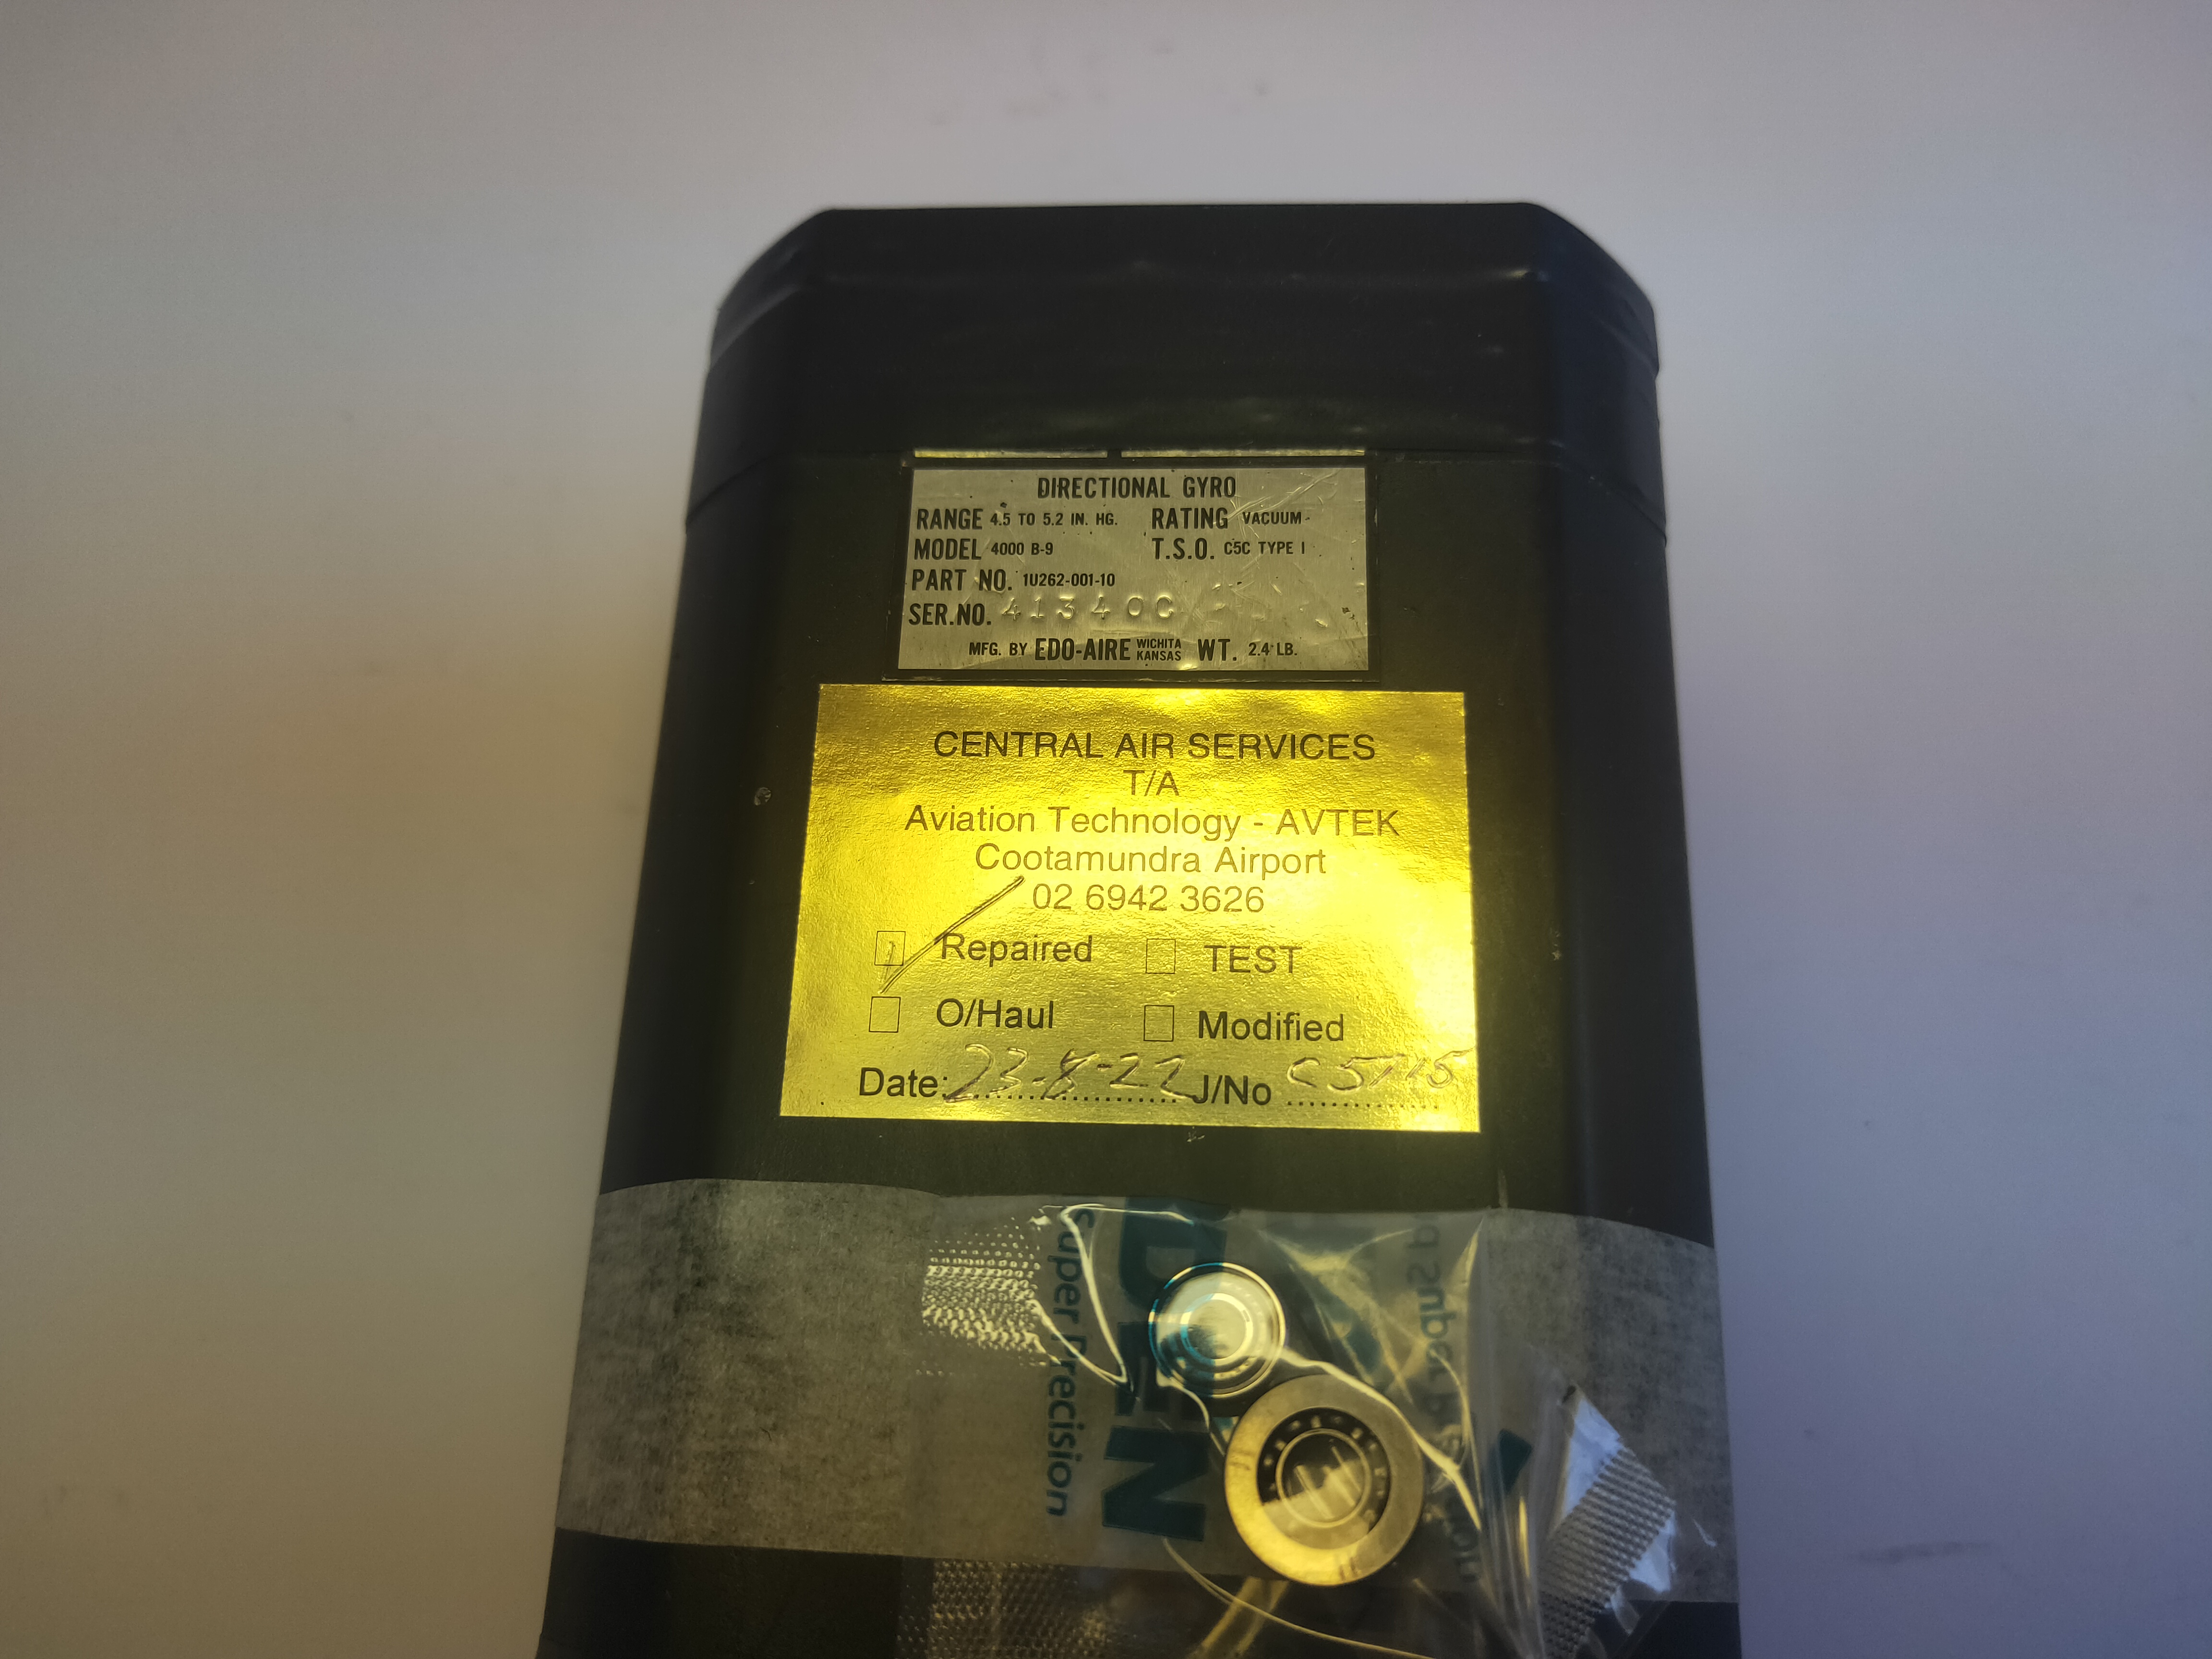 DIRECTIONAL GYRO
RANGE 4.5 TO 5.2 IN. HG. RATING VACUUM
MODEL 4000 B-9 T.S.O. C5C TYPE I
PART NO. 1U262-001-10
SER.NO. 41340C
MFG. BY EDO-AIRE WICHITA KANSAS WT. 2.4 LB.
CENTRAL AIR SERVICES
T/A
Aviation Technology - AVTEK
Cootamundra Airport
02 6942 3626
Repaired TEST
O/Haul Modified
Date: 23-8-22 J/No
DEN
Super Precision